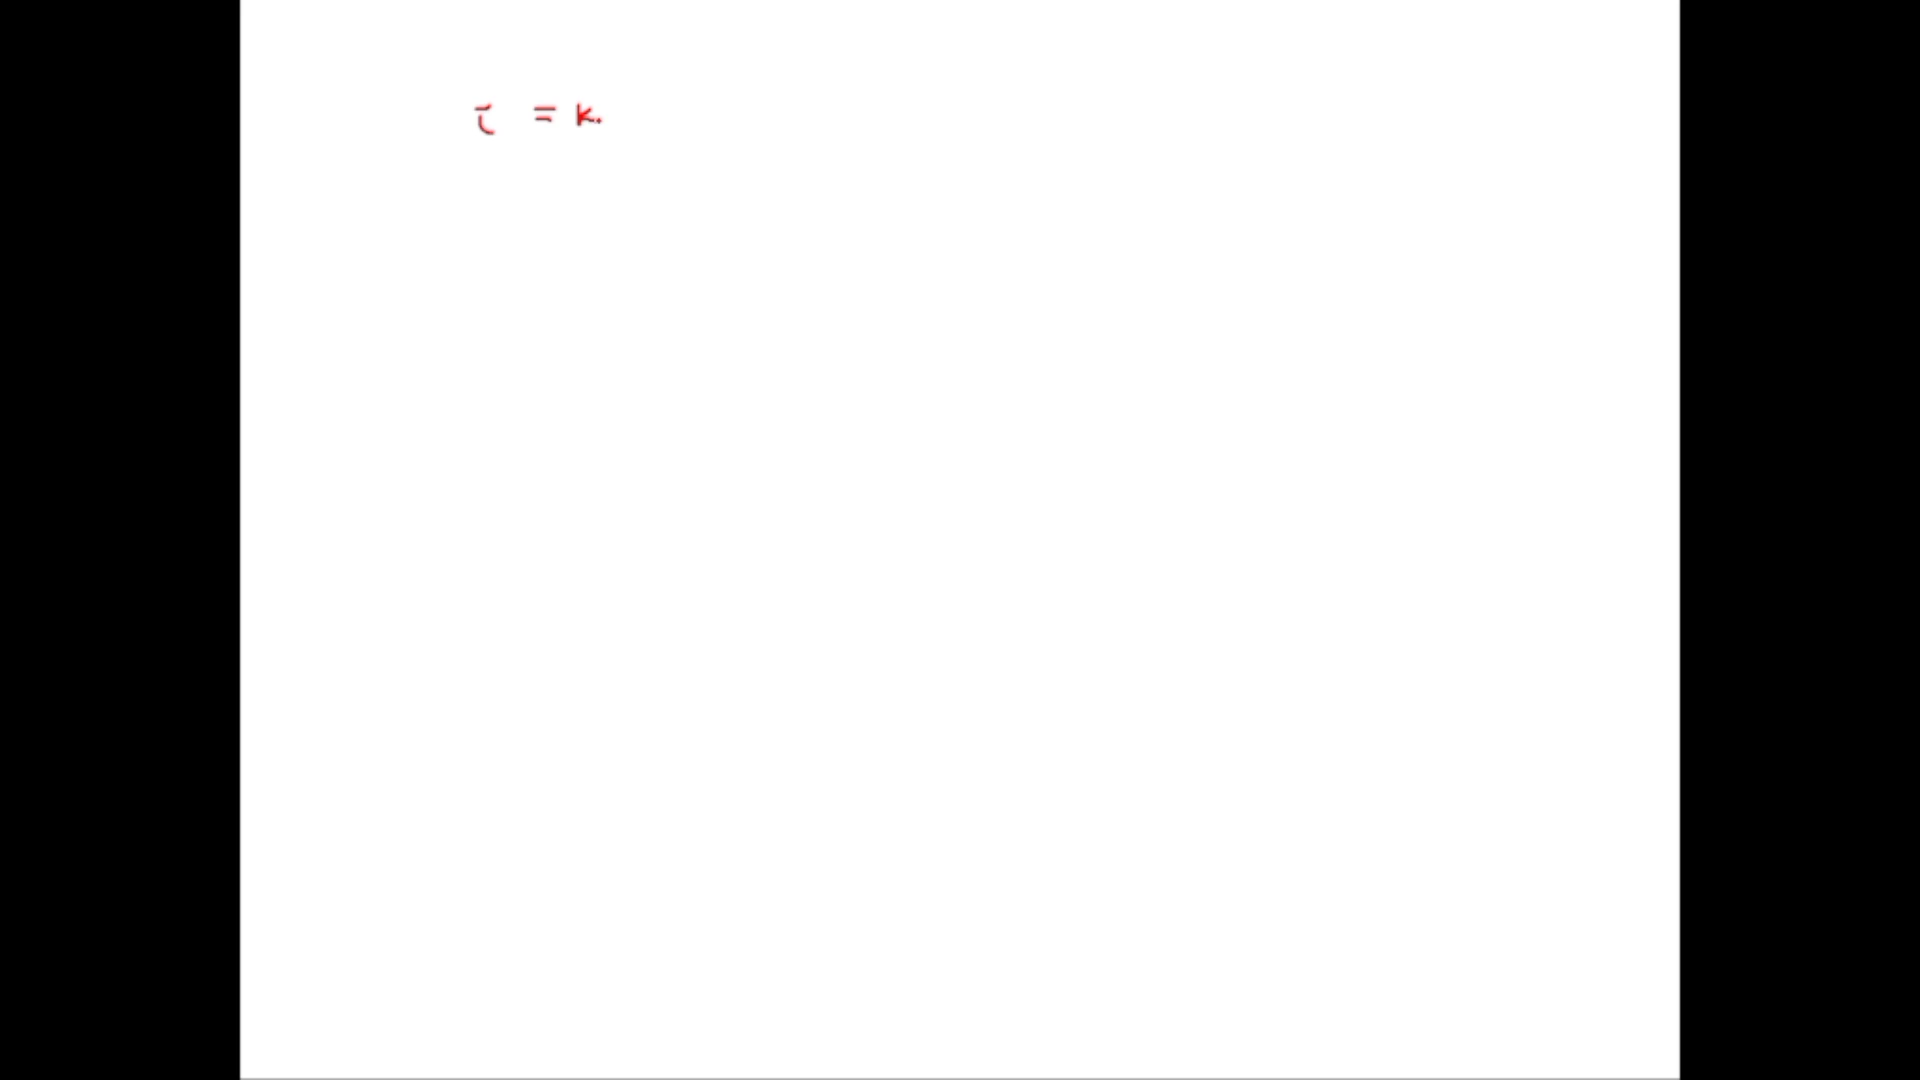 τ = k.